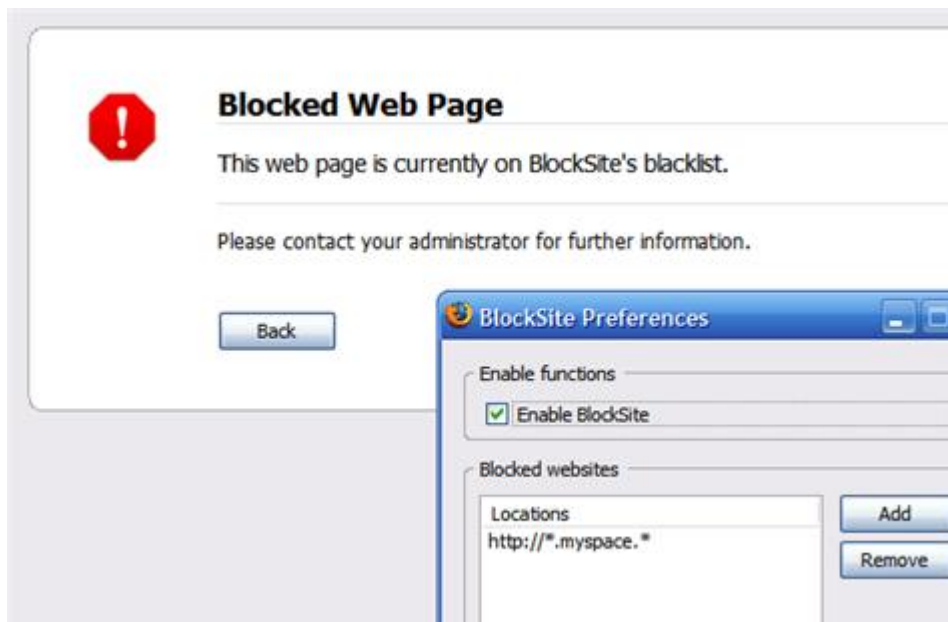 Blocked Web Page
This web page is currently on BlockSite's blacklist.
Please contact your administrator for further information.
Back
BlockSite Preferences
Enable functions
Enable BlockSite
Blocked websites
Locations
http://*.myspace.*
Add
Remove